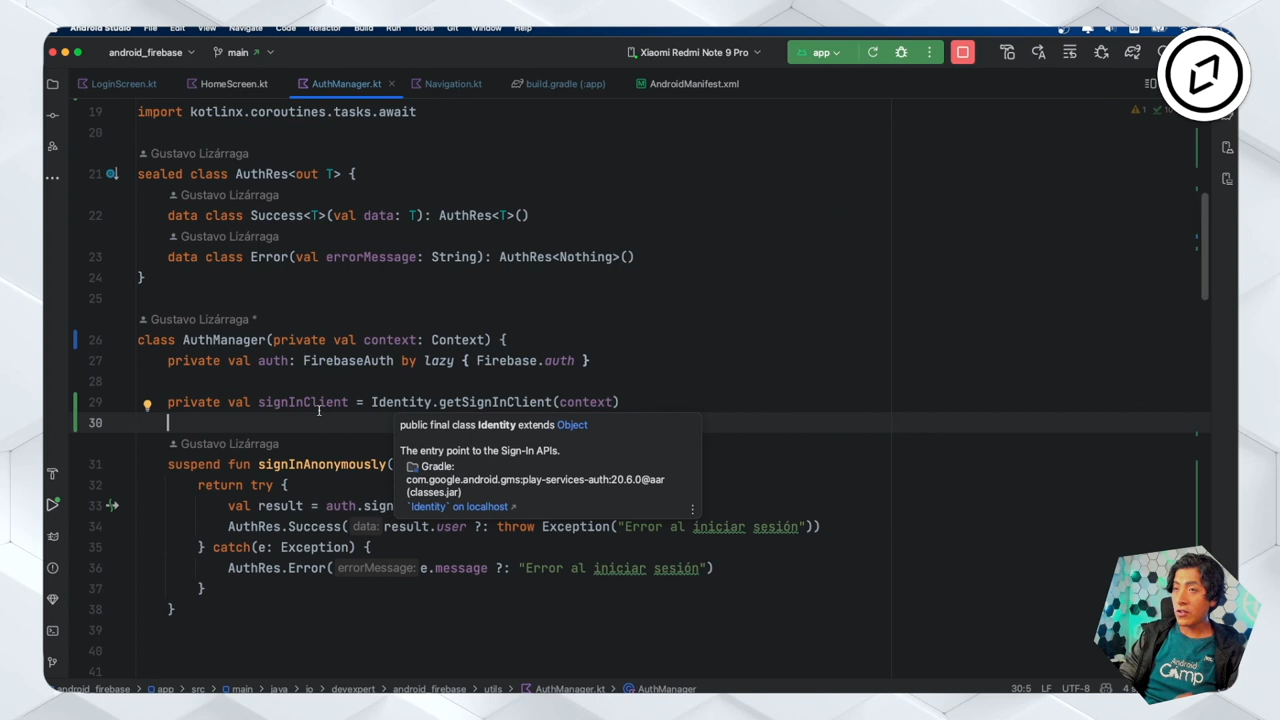 Android Studio File Edit View Navigate Code Refactor Build Run Tools Git Window Help
android_firebase main Xiaomi Redmi Note 9 Pro app
LoginScreen.kt HomeScreen.kt AuthManager.kt Navigation.kt build.gradle (:app) AndroidManifest.xml
19 import kotlinx.coroutines.tasks.await
20
Gustavo Lizárraga
21 sealed class AuthRes<out T> {
Gustavo Lizárraga
22 data class Success<T>(val data: T): AuthRes<T>()
Gustavo Lizárraga
23 data class Error(val errorMessage: String): AuthRes<Nothing>()
24 }
25
Gustavo Lizárraga *
26 class AuthManager(private val context: Context) {
27 private val auth: FirebaseAuth by lazy { Firebase.auth }
28
29 private val signInClient = Identity.getSignInClient(context)
30
public final class Identity extends Object
The entry point to the Sign-In APIs.
Gradle:
com.google.android.gms:play-services-auth:20.6.0@aar
(classes.jar)
`Identity` on localhost
Gustavo Lizárraga
31 suspend fun signInAnonymously(
32 return try {
33 val result = auth.sign
34 AuthRes.Success( data: result.user ?: throw Exception("Error al iniciar sesión"))
35 } catch(e: Exception) {
36 AuthRes.Error( errorMessage: e.message ?: "Error al iniciar sesión")
37 }
38 }
39
40
41
android_firebase app src main java io devexpert android_firebase utils AuthManager.kt AuthManager 30:5 LF UTF-8
Android
Camp